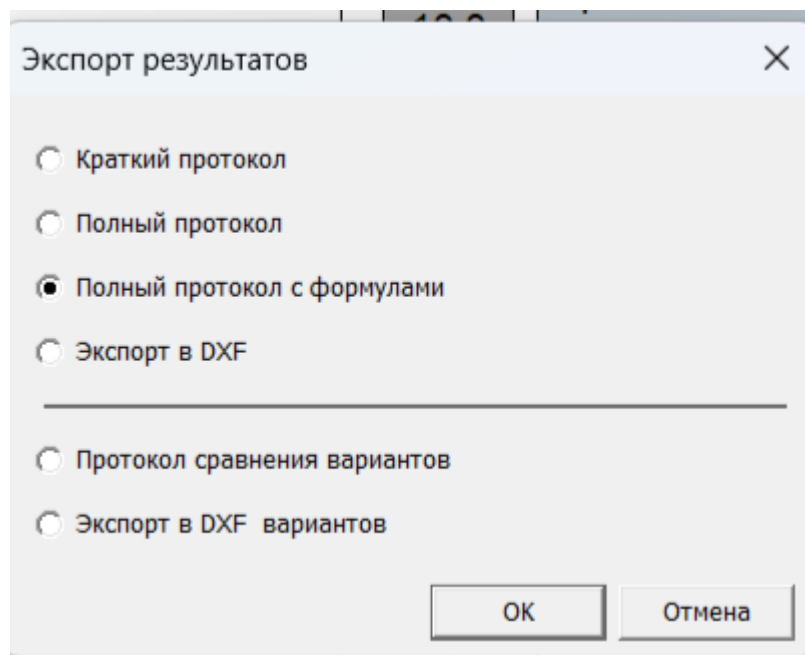 Экспорт результатов
Краткий протокол
Полный протокол
Полный протокол с формулами
Экспорт в DXF
Протокол сравнения вариантов
Экспорт в DXF вариантов
OK Отмена